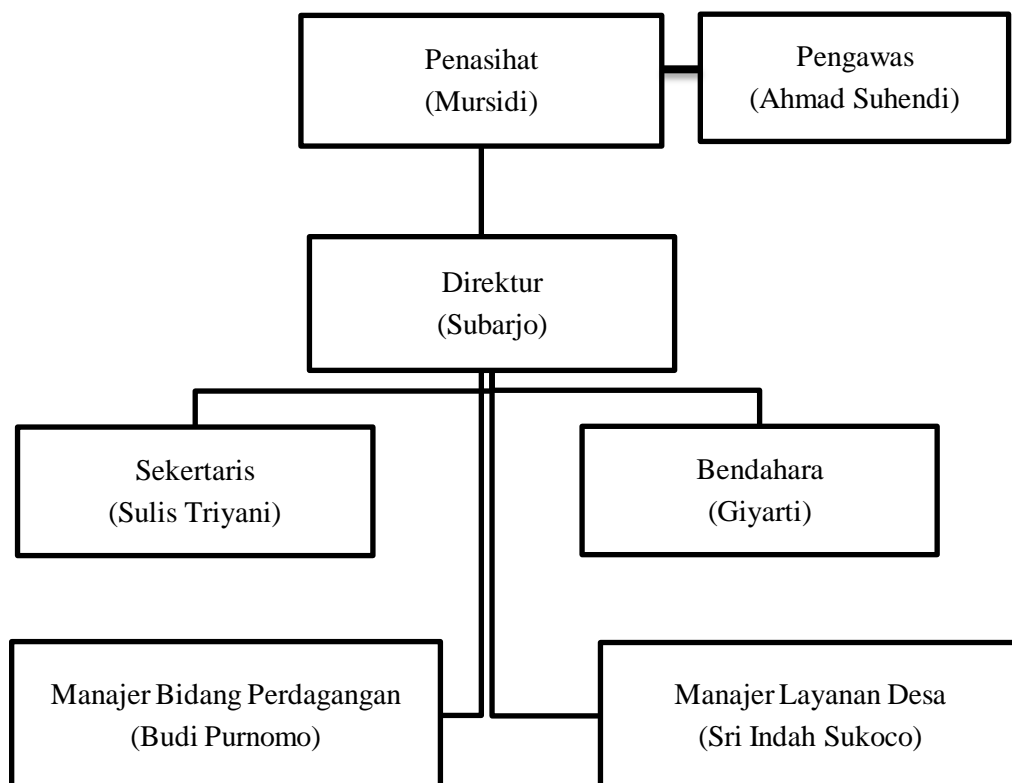 Penasihat
(Mursidi)
Pengawas
(Ahmad Suhendi)
Direktur
(Subarjo)
Sekertaris
(Sulis Triyani)
Bendahara
(Giyarti)
Manajer Bidang Perdagangan
(Budi Purnomo)
Manajer Layanan Desa
(Sri Indah Sukoco)